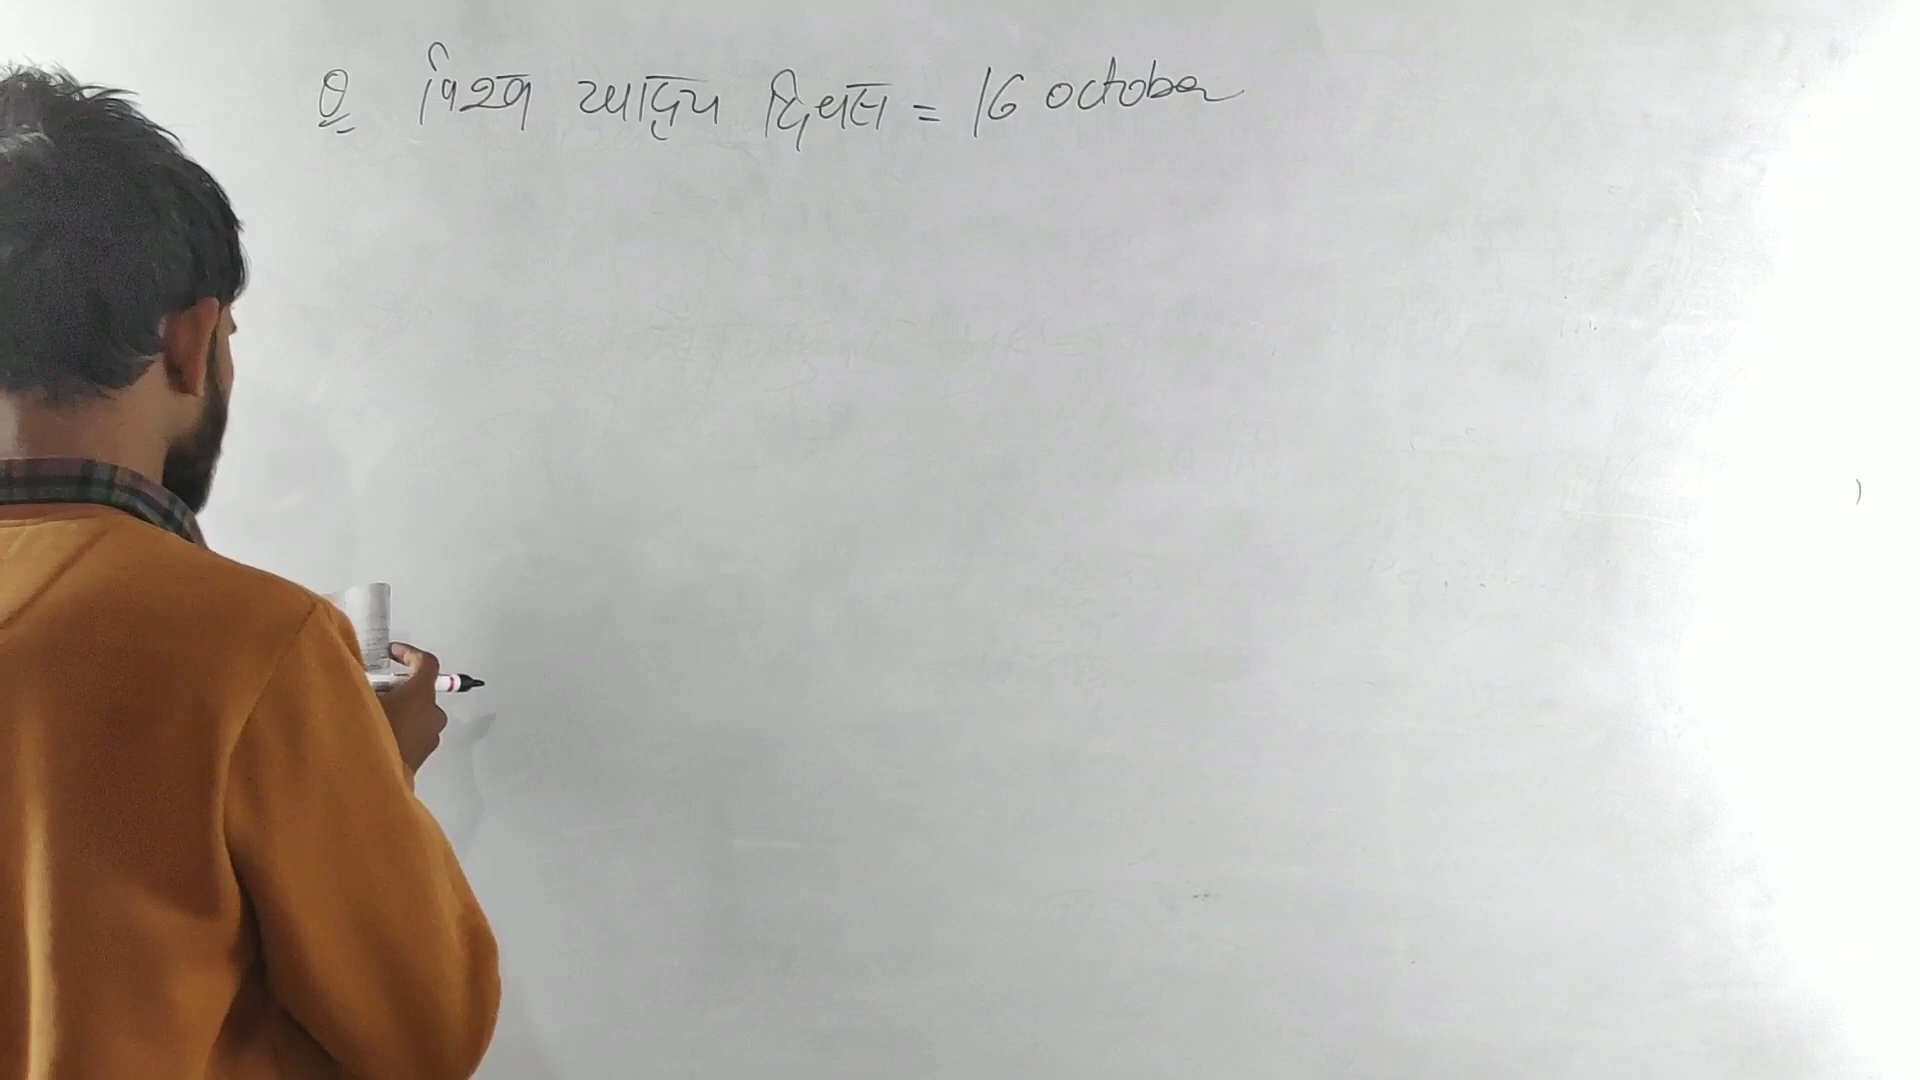 Q विश्व खाद्य दिवस = 16 october